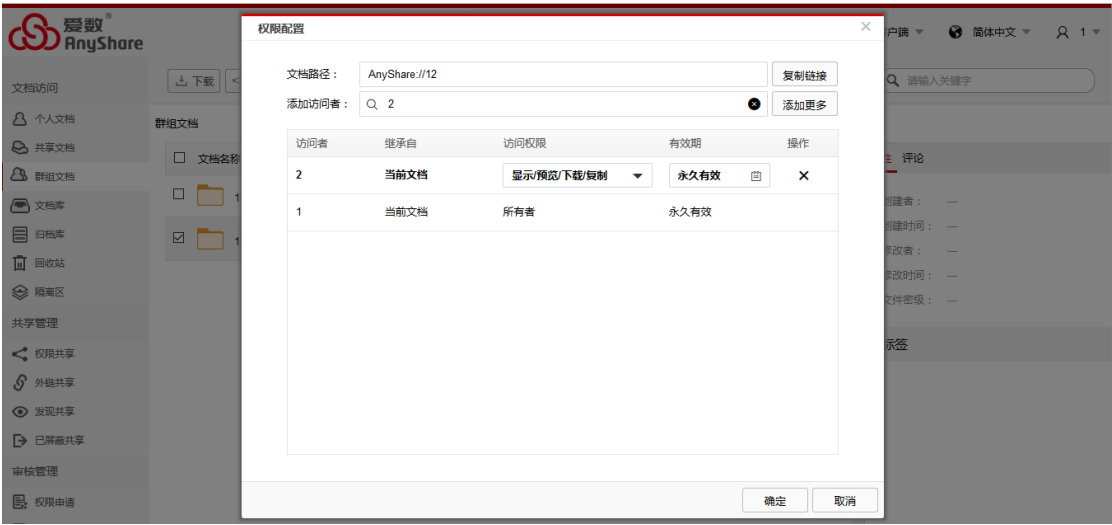 爱数®
AnyShare
权限配置
户端
简体中文
1
文档访问
下载
文档路径：
AnyShare://12
复制链接
请输入关键字
添加访问者：
2
添加更多
个人文档
群组文档
共享文档
文档名称
访问者 继承自 访问权限 有效期 操作
评论
群组文档
2 当前文档 显示/预览/下载/复制 永久有效
文档库
1
创建者： ---
1 当前文档 所有者 永久有效
创建时间： ---
归档库
1
修改者： ---
回收站
修改时间： ---
隔离区
文件密级： ---
共享管理
标签
权限共享
外链共享
发现共享
已屏蔽共享
审核管理
权限申请
确定
取消